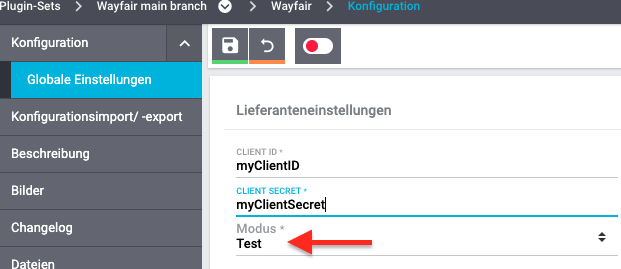 Plugin-Sets > Wayfair main branch > Wayfair > Konfiguration
Konfiguration
Globale Einstellungen
Konfigurationsimport/ -export
Beschreibung
Bilder
Changelog
Dateien
Lieferanteneinstellungen
CLIENT ID *
myClientID
CLIENT SECRET *
myClientSecret
Modus *
Test